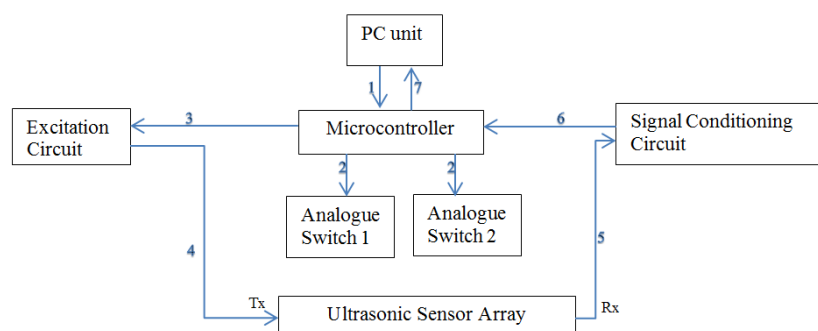 PC unit
1
7
3
6
Excitation
Circuit
Microcontroller
Signal Conditioning
Circuit
2
2
Analogue
Switch 1
Analogue
Switch 2
4
5
Tx
Ultrasonic Sensor Array
Rx